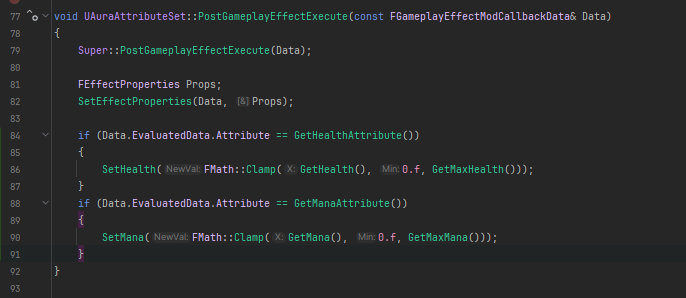 77 void UAuraAttributeSet::PostGameplayEffectExecute(const FGameplayEffectModCallbackData& Data)
78 {
79 Super::PostGameplayEffectExecute(Data);
80
81 FEffectProperties Props;
82 SetEffectProperties(Data, [&] Props);
83
84 if (Data.EvaluatedData.Attribute == GetHealthAttribute())
85 {
86 SetHealth( NewVal: FMath::Clamp( X: GetHealth(), Min: 0.f, GetMaxHealth()));
87 }
88 if (Data.EvaluatedData.Attribute == GetManaAttribute())
89 {
90 SetMana( NewVal: FMath::Clamp( X: GetMana(), Min: 0.f, GetMaxMana()));
91 }
92 }
93